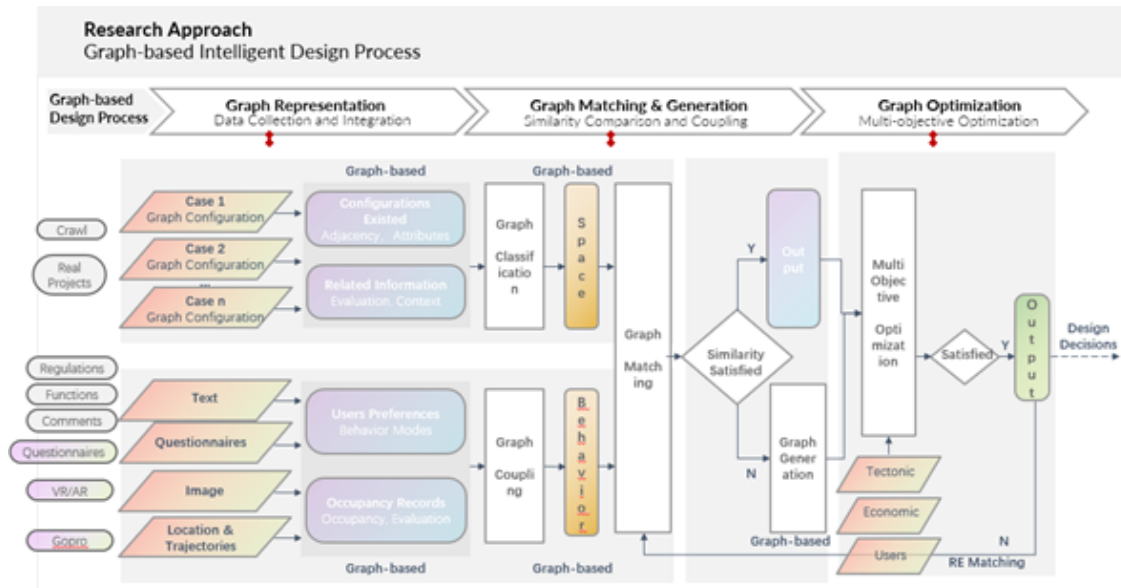 Research Approach
Graph-based Intelligent Design Process
Graph-based
Design Process
Graph Representation
Data Collection and Integration
Graph Matching & Generation
Similarity Comparison and Coupling
Graph Optimization
Multi-objective Optimization
Graph-based
Graph-based
Crawl
Real
Projects
Case 1
Graph Configuration
Case 2
Graph Configuration
...
Case n
Graph Configuration
Configurations
Existed
Adjacency, Attributes
Related Information
Evaluation, Context
Graph
Classif
icatio
n
S
p
a
c
e
Regulations
Functions
Comments
Questionnaires
VR/AR
Gopro
Text
Questionnaires
Image
Location &
Trajectories
Users Preferences
Behavior Modes
Occupancy Records
Occupancy, Evaluation
Graph
Coupli
ng
B
e
h
a
v
i
o
r
Graph-based
Graph-based
Graph
Match
ing
Similarity
Satisfied
Y
N
Out
put
Graph
Gener
ation
Graph-based
Multi
Objec
tive
Opti
mizat
ion
Tectonic
Economic
Users
Satisfied
Y
O
u
t
p
u
t
Design
Decisions
N
RE Matching